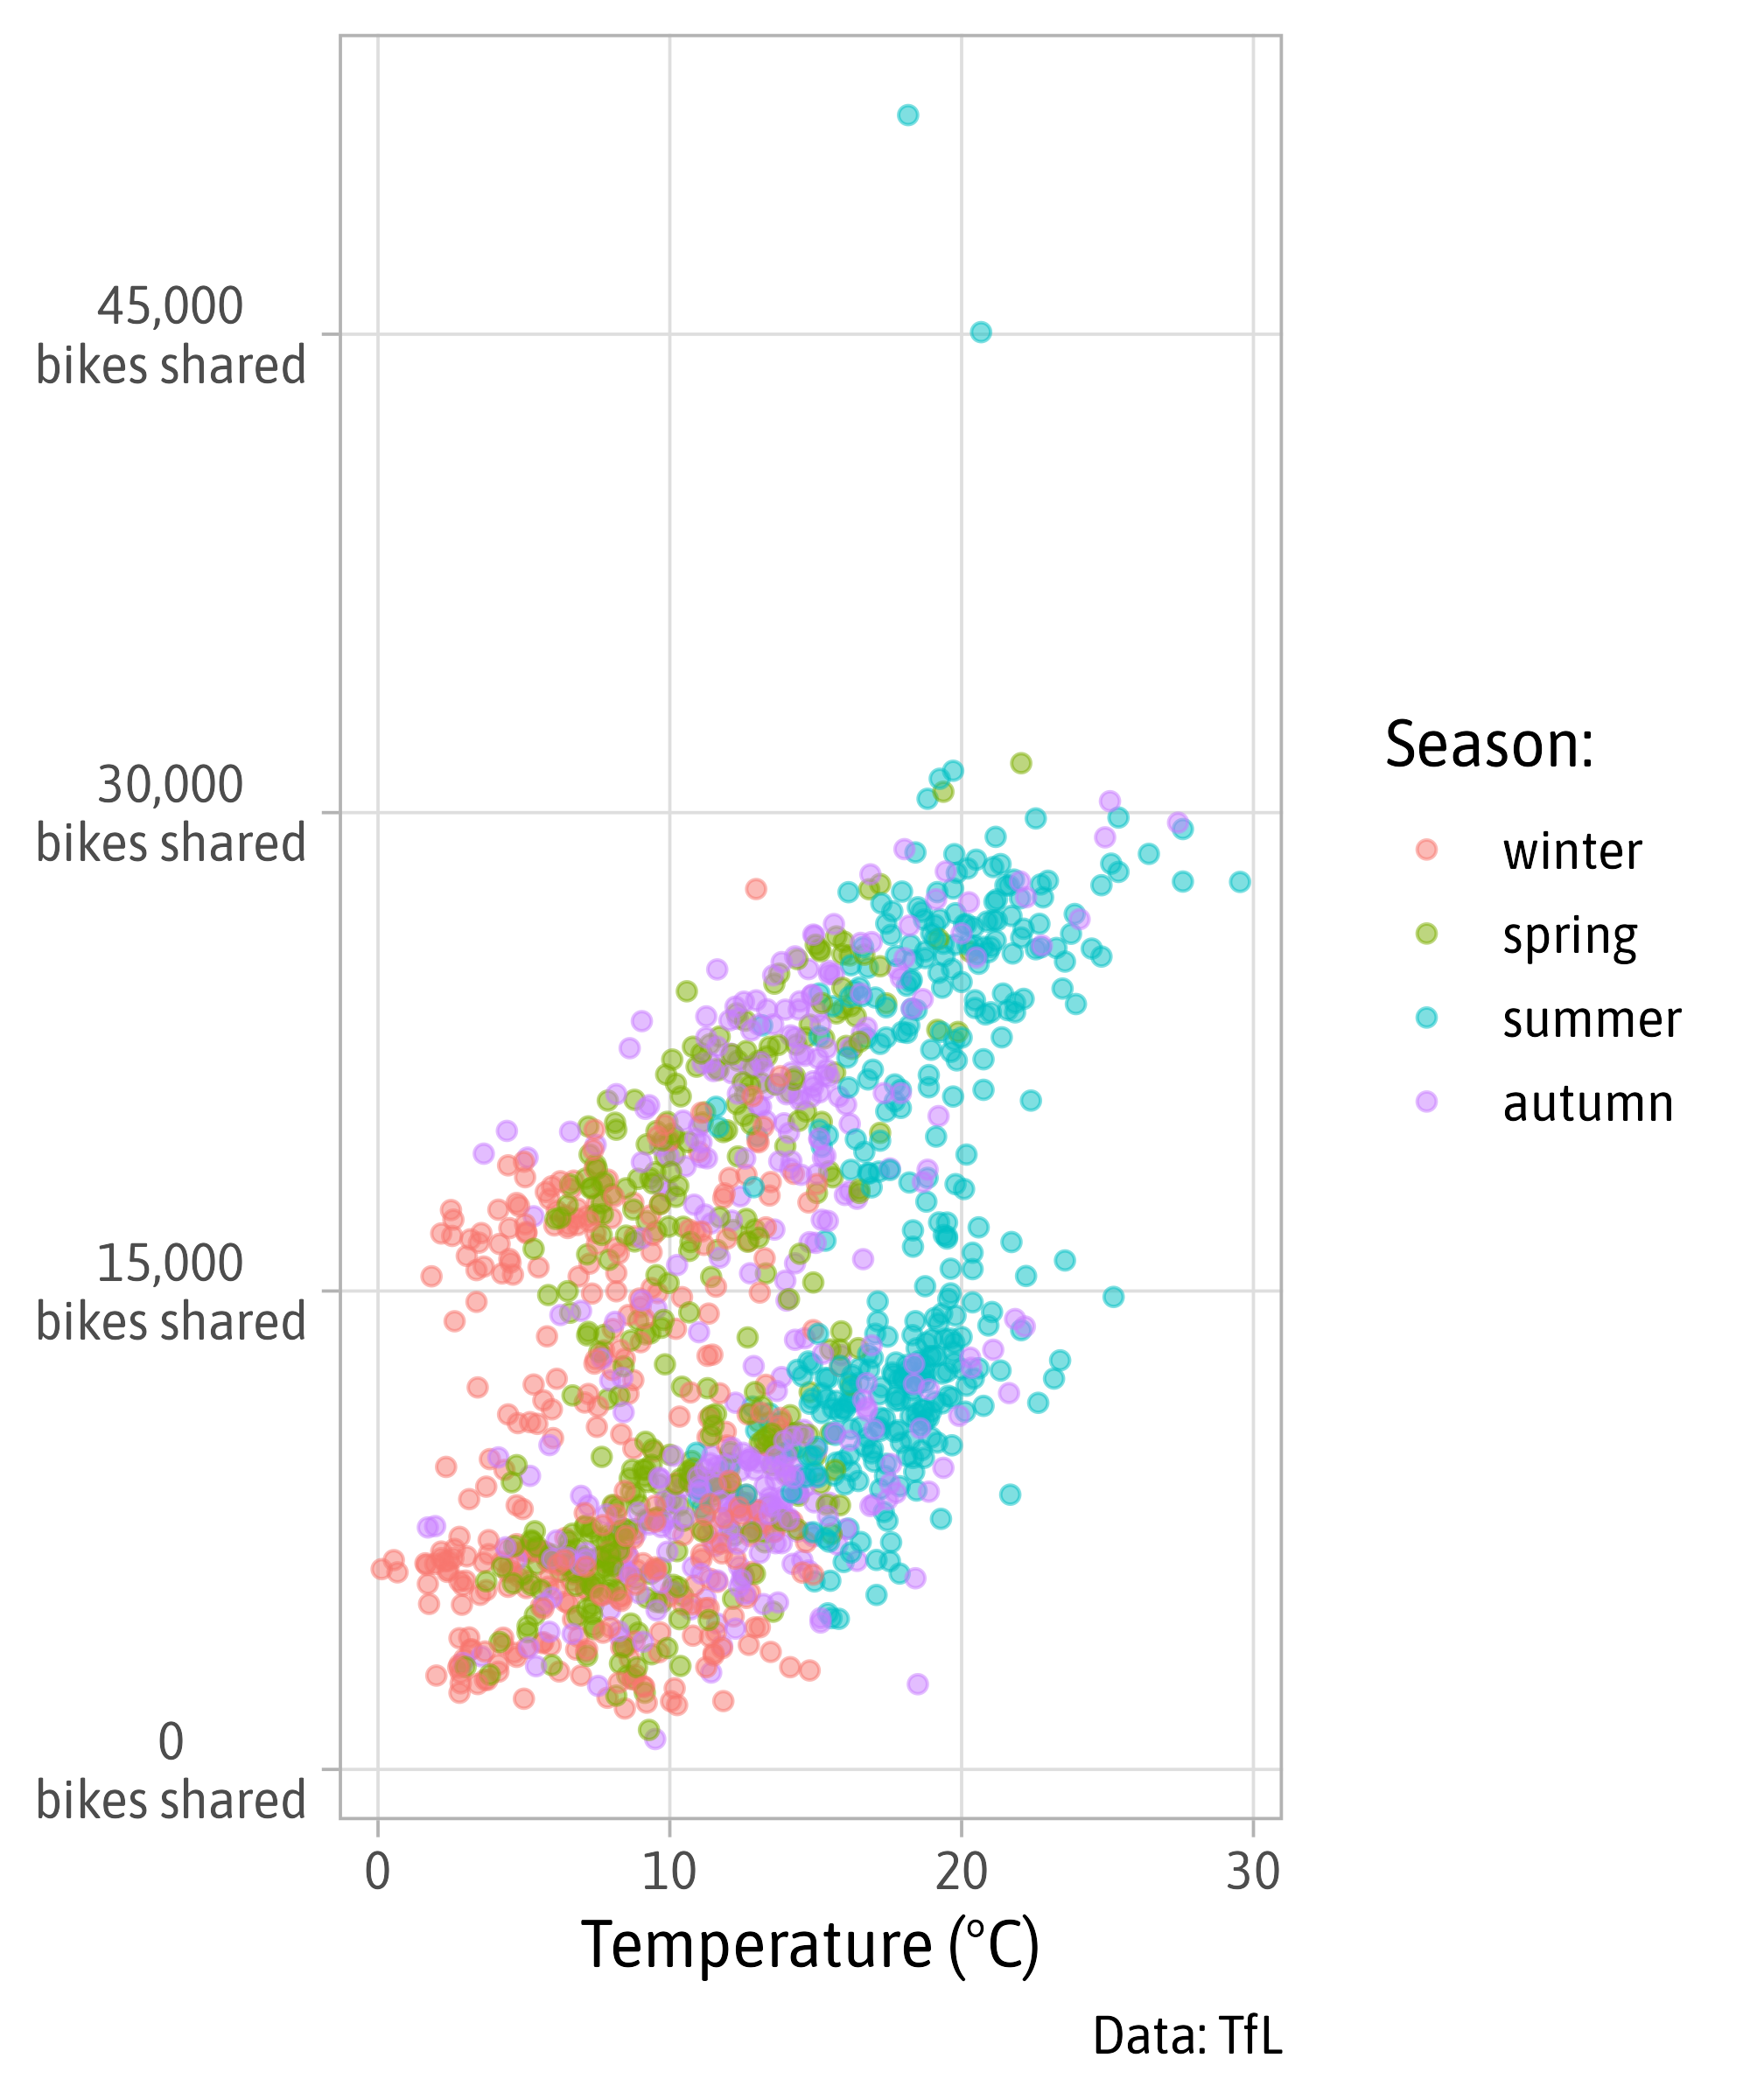 45,000
bikes shared
30,000
bikes shared
15,000
bikes shared
0
bikes shared
0 10 20 30
Temperature (°C)
Season:
winter
spring
summer
autumn
Data: TfL